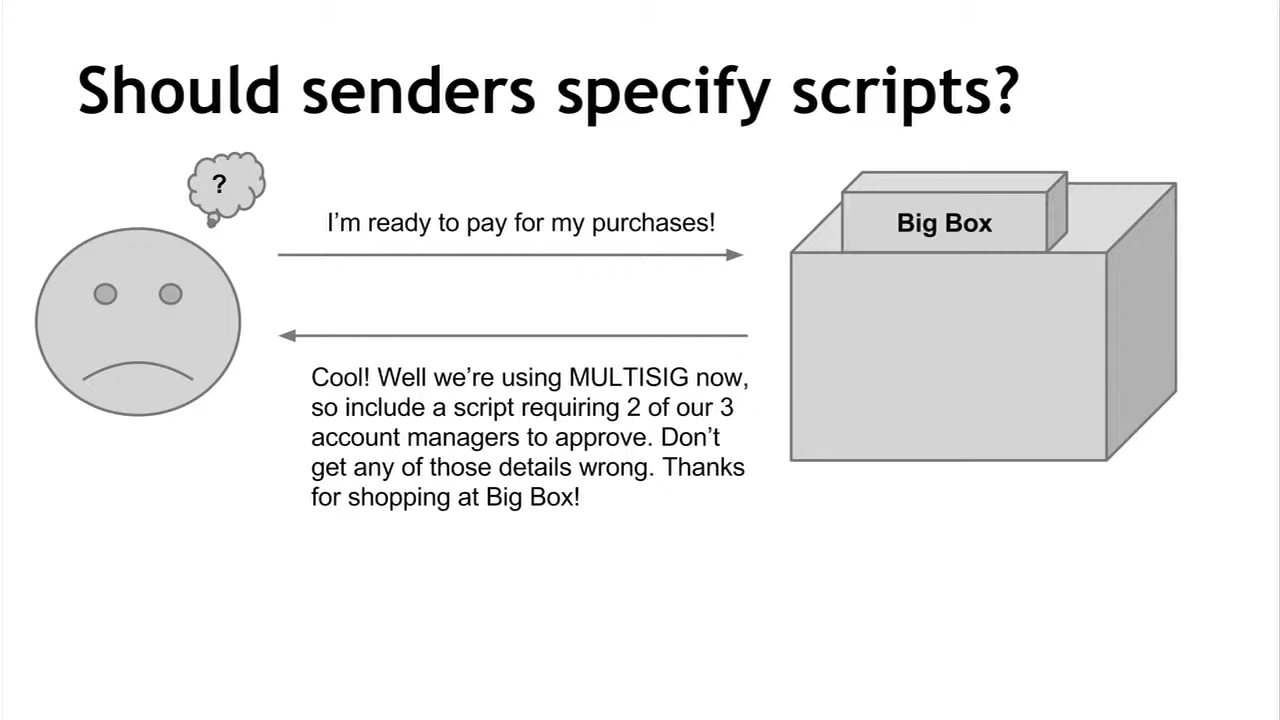 Should senders specify scripts?
?
I'm ready to pay for my purchases!
Big Box
Cool! Well we're using MULTISIG now,
so include a script requiring 2 of our 3
account managers to approve. Don't
get any of those details wrong. Thanks
for shopping at Big Box!